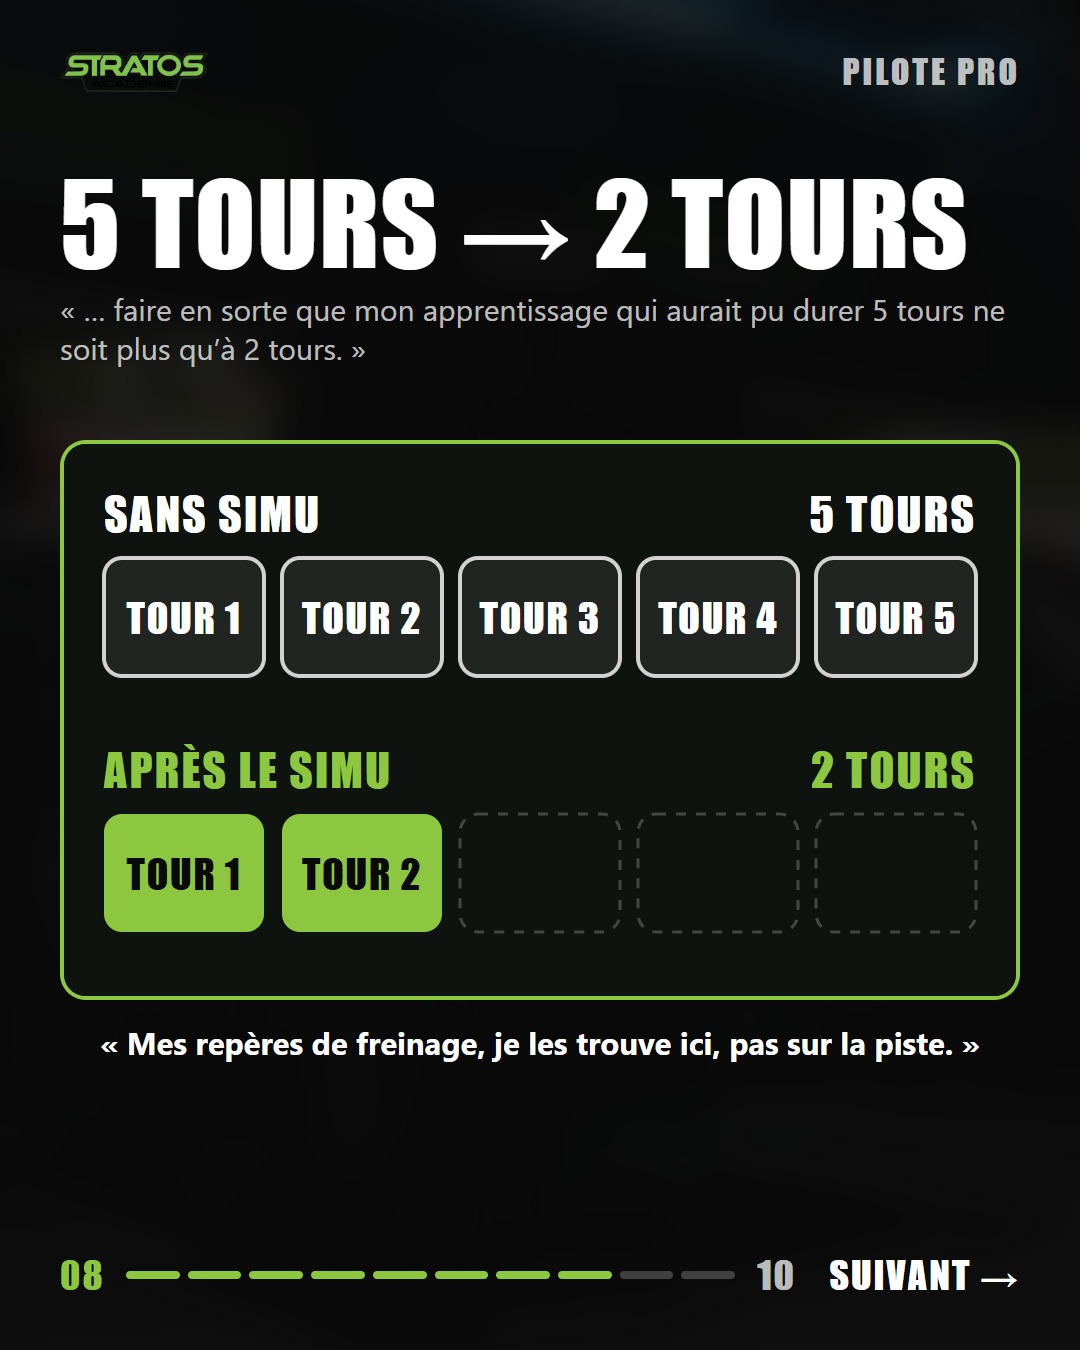 STRATOS
ACADEMIE
PILOTE PRO
5 TOURS → 2 TOURS
« … faire en sorte que mon apprentissage qui aurait pu durer 5 tours ne
soit plus qu’à 2 tours. »
SANS SIMU
5 TOURS
TOUR 1
TOUR 2
TOUR 3
TOUR 4
TOUR 5
APRÈS LE SIMU
2 TOURS
TOUR 1
TOUR 2
« Mes repères de freinage, je les trouve ici, pas sur la piste. »
08
10
SUIVANT →